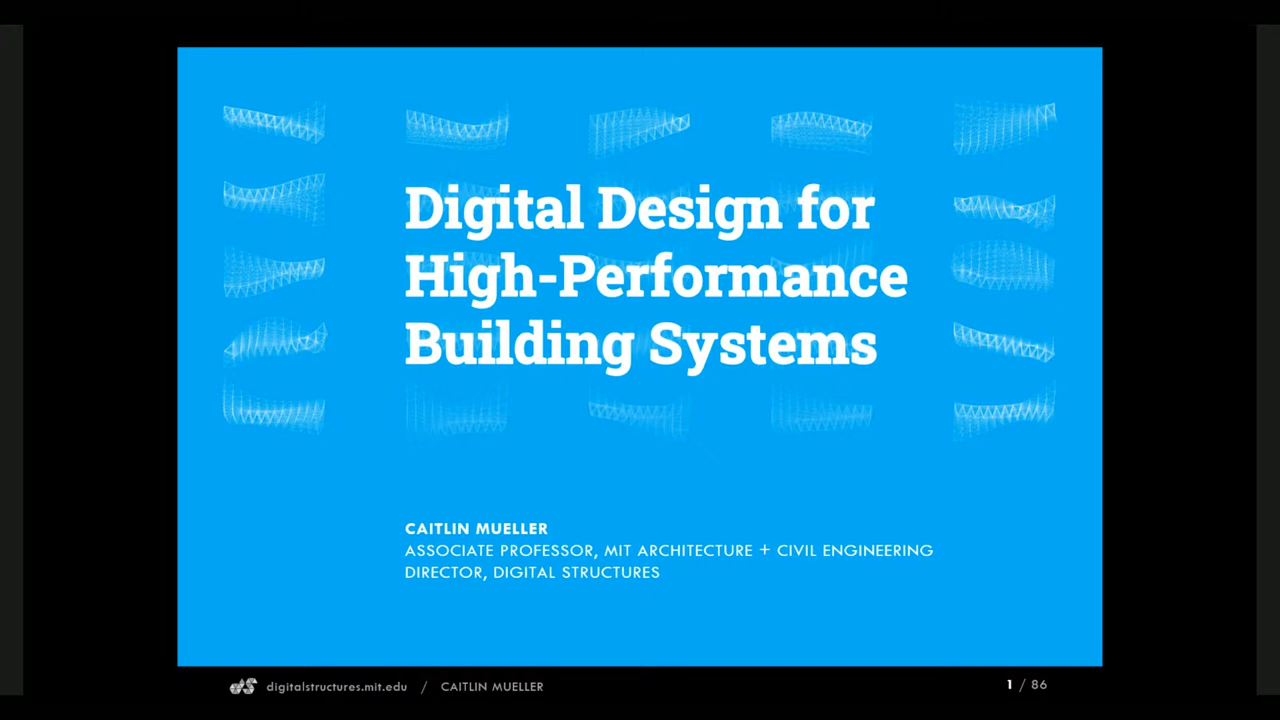 Digital Design for
High-Performance
Building Systems
CAITLIN MUELLER
ASSOCIATE PROFESSOR, MIT ARCHITECTURE + CIVIL ENGINEERING
DIRECTOR, DIGITAL STRUCTURES
digitalstructures.mit.edu / CAITLIN MUELLER
1 / 86